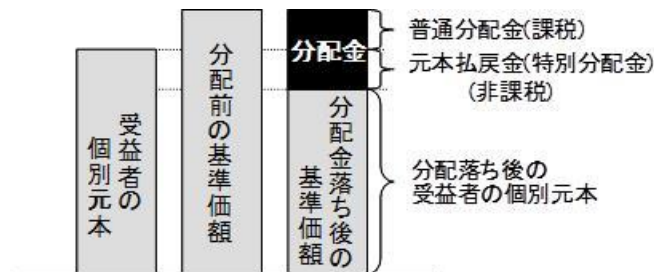 受益者の
個別元本
分配前の基準価額
分配金
分配金落ち後の
基準価額
普通分配金(課税)
元本払戻金(特別分配金)
(非課税)
分配落ち後の
受益者の個別元本